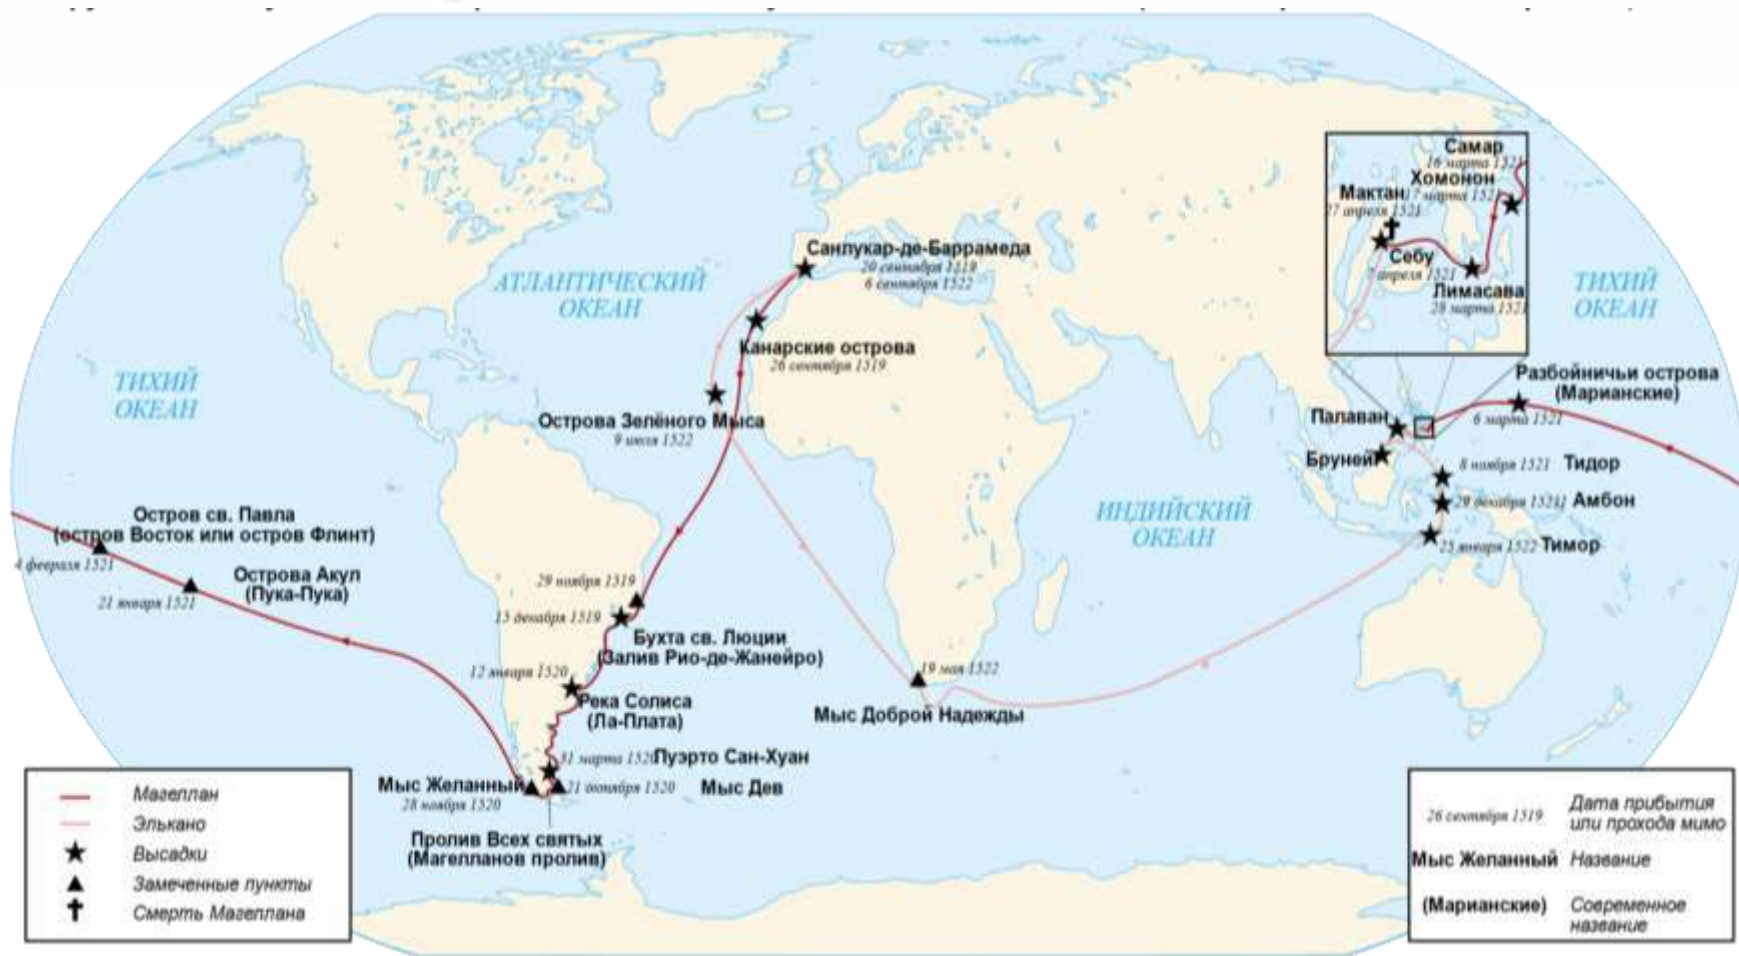 АТЛАНТИЧЕСКИЙ
ОКЕАН
ТИХИЙ
ОКЕАН
ТИХИЙ
ОКЕАН
ИНДИЙСКИЙ
ОКЕАН
Самар
16 марта 1521
Хомонон
17 марта 1521
Мактан
27 апреля 1521
Себу
7 апреля 1521
Лимасава
28 марта 1521
Санлукар-де-Баррамеда
20 сентября 1519
6 сентября 1522
Канарские острова
26 сентября 1519
Острова Зелёного Мыса
9 июля 1522
Разбойничьи острова
(Марианские)
6 марта 1521
Палаван
Бруней
8 ноября 1521 Тидор
29 декабря 1521 Амбон
25 января 1522 Тимор
Остров св. Павла
(остров Восток или остров Флинт)
4 февраля 1521
Острова Акул
(Пука-Пука)
21 января 1521
29 ноября 1519
13 декабря 1519
Бухта св. Люции
(Залив Рио-де-Жанейро)
12 января 1520
Река Солиса
(Ла-Плата)
19 мая 1522
Мыс Доброй Надежды
31 марта 1520 Пуэрто Сан-Хуан
Мыс Желанный
28 ноября 1520
21 октября 1520 Мыс Дев
Пролив Всех святых
(Магелланов пролив)
Магеллан
Элькано
Высадки
Замеченные пункты
Смерть Магеллана
26 сентября 1519 Дата прибытия
или прохода мимо
Мыс Желанный Название
(Марианские) Современное
название